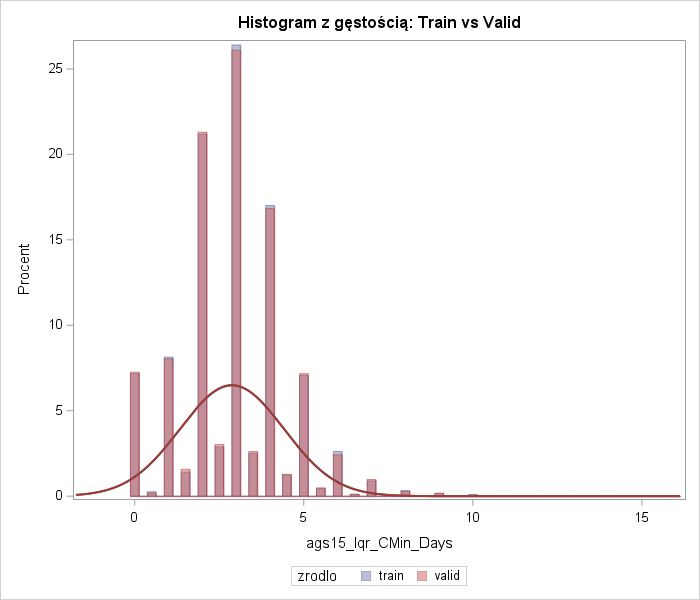 Histogram z gęstością: Train vs Valid
Procent
25
20
15
10
5
0
0 5 10 15
ags15_Iqr_CMin_Days
zrodlo train valid